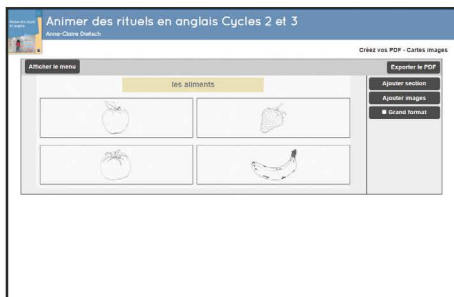 Animer des rituels en anglais Cycles 2 et 3
Anne-Claire Dietsch
Créez vos PDF - Cartes images
Afficher le menu
Exporter le PDF
les aliments
Ajouter section
Ajouter images
Grand format